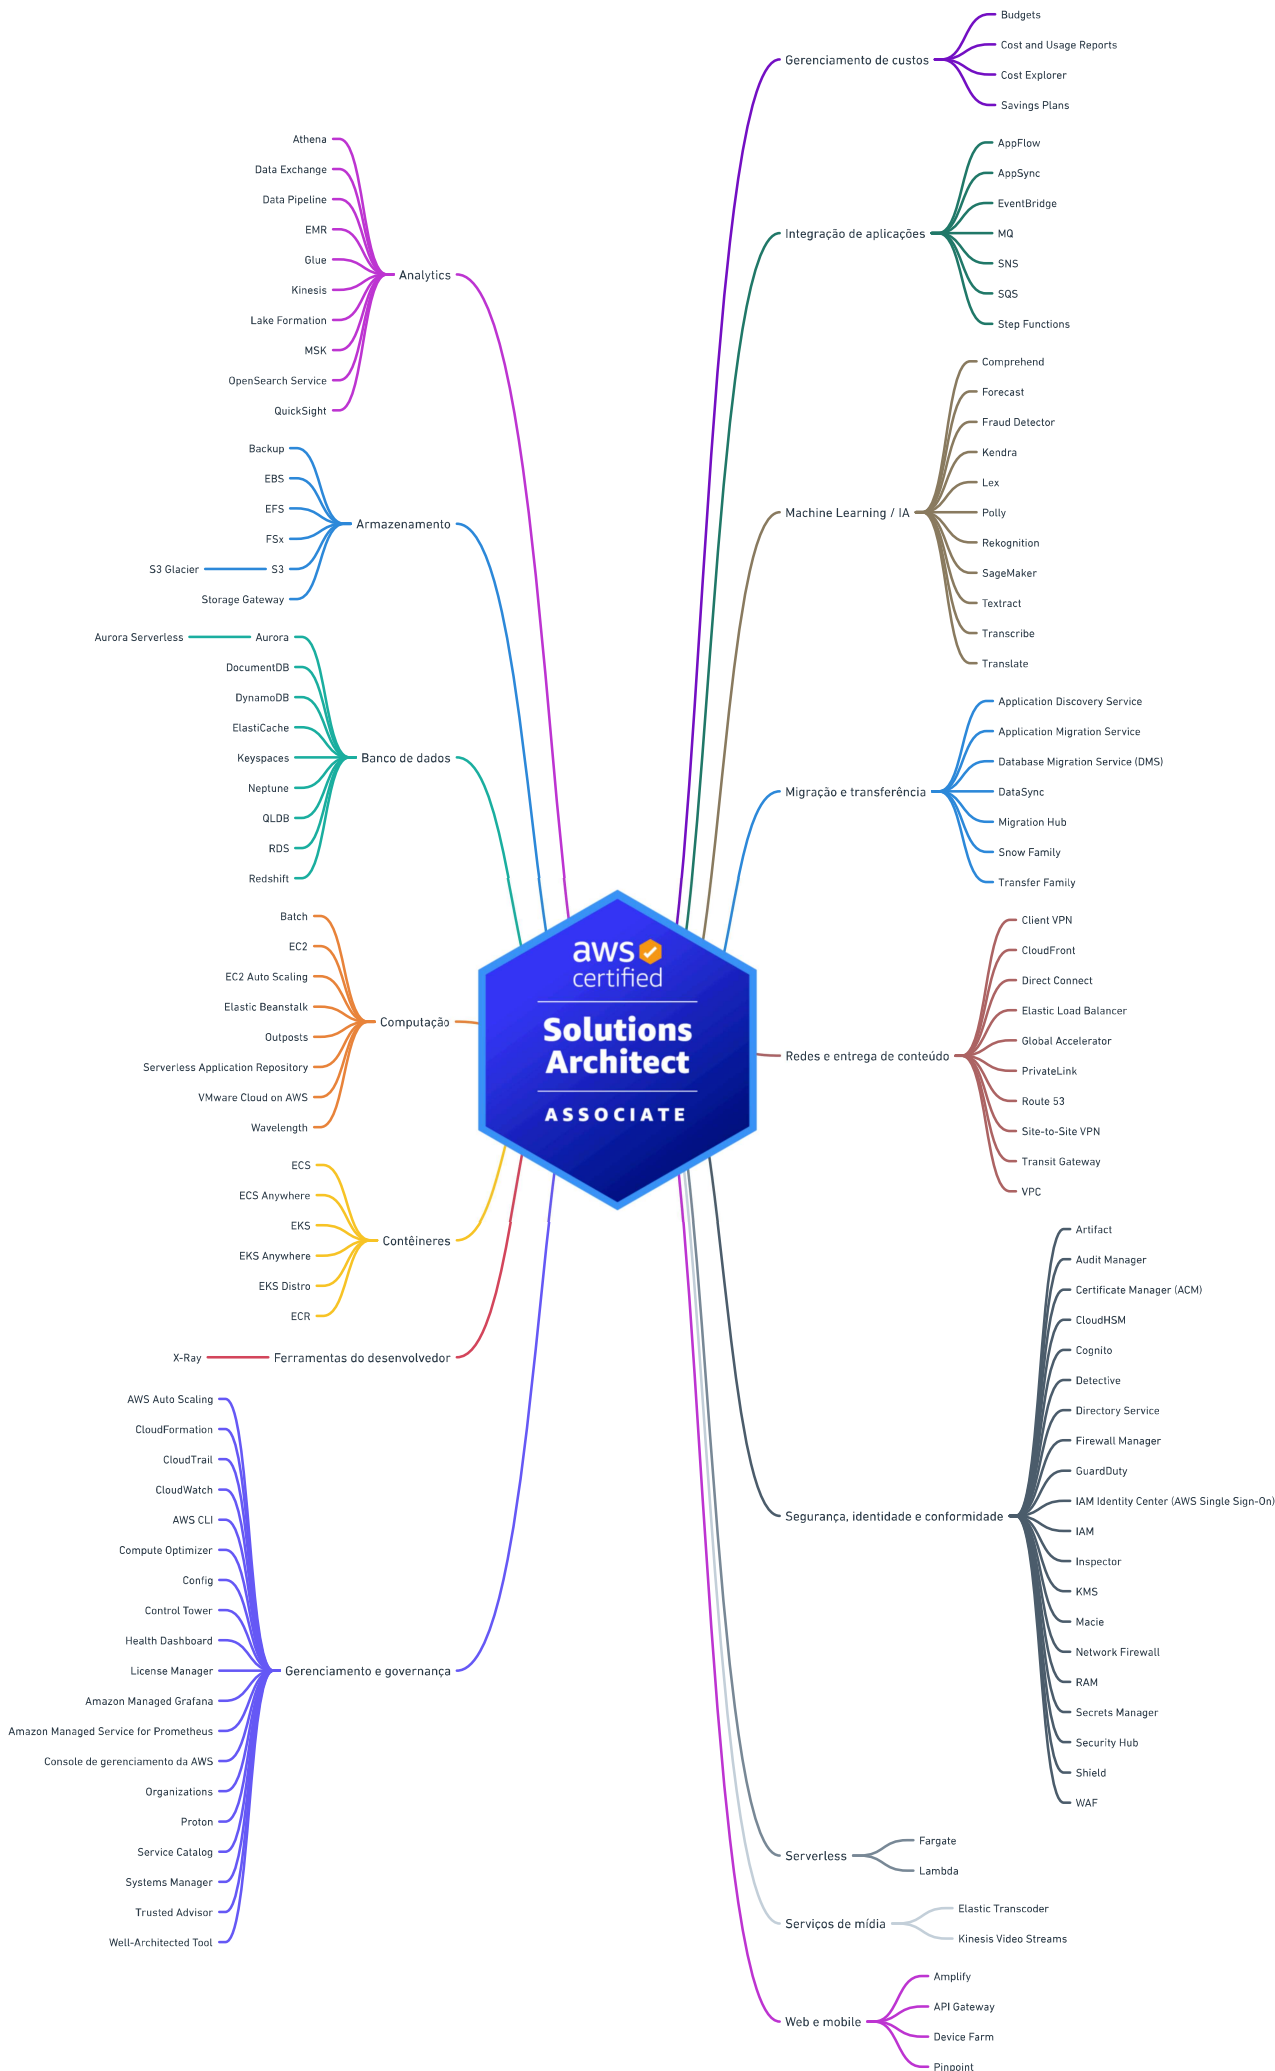 Analytics
Athena
Data Exchange
Data Pipeline
EMR
Glue
Kinesis
Lake Formation
MSK
OpenSearch Service
QuickSight
Armazenamento
Backup
EBS
EFS
FSx
S3
S3 Glacier
Storage Gateway
Banco de dados
Aurora
Aurora Serverless
DocumentDB
DynamoDB
ElastiCache
Keyspaces
Neptune
QLDB
RDS
Redshift
Computação
Batch
EC2
EC2 Auto Scaling
Elastic Beanstalk
Outposts
Serverless Application Repository
VMware Cloud on AWS
Wavelength
Contêineres
ECS
ECS Anywhere
EKS
EKS Anywhere
EKS Distro
ECR
Ferramentas do desenvolvedor
X-Ray
Gerenciamento e governança
AWS Auto Scaling
CloudFormation
CloudTrail
CloudWatch
AWS CLI
Compute Optimizer
Config
Control Tower
Health Dashboard
License Manager
Amazon Managed Grafana
Amazon Managed Service for Prometheus
Console de gerenciamento da AWS
Organizations
Proton
Service Catalog
Systems Manager
Trusted Advisor
Well-Architected Tool
aws
certified
Solutions
Architect
ASSOCIATE
Gerenciamento de custos
Budgets
Cost and Usage Reports
Cost Explorer
Savings Plans
Integração de aplicações
AppFlow
AppSync
EventBridge
MQ
SNS
SQS
Step Functions
Machine Learning / IA
Comprehend
Forecast
Fraud Detector
Kendra
Lex
Polly
Rekognition
SageMaker
Textract
Transcribe
Translate
Migração e transferência
Application Discovery Service
Application Migration Service
Database Migration Service (DMS)
DataSync
Migration Hub
Snow Family
Transfer Family
Redes e entrega de conteúdo
Client VPN
CloudFront
Direct Connect
Elastic Load Balancer
Global Accelerator
PrivateLink
Route 53
Site-to-Site VPN
Transit Gateway
VPC
Segurança, identidade e conformidade
Artifact
Audit Manager
Certificate Manager (ACM)
CloudHSM
Cognito
Detective
Directory Service
Firewall Manager
GuardDuty
IAM Identity Center (AWS Single Sign-On)
IAM
Inspector
KMS
Macie
Network Firewall
RAM
Secrets Manager
Security Hub
Shield
WAF
Serverless
Fargate
Lambda
Serviços de mídia
Elastic Transcoder
Kinesis Video Streams
Web e mobile
Amplify
API Gateway
Device Farm
Pinpoint